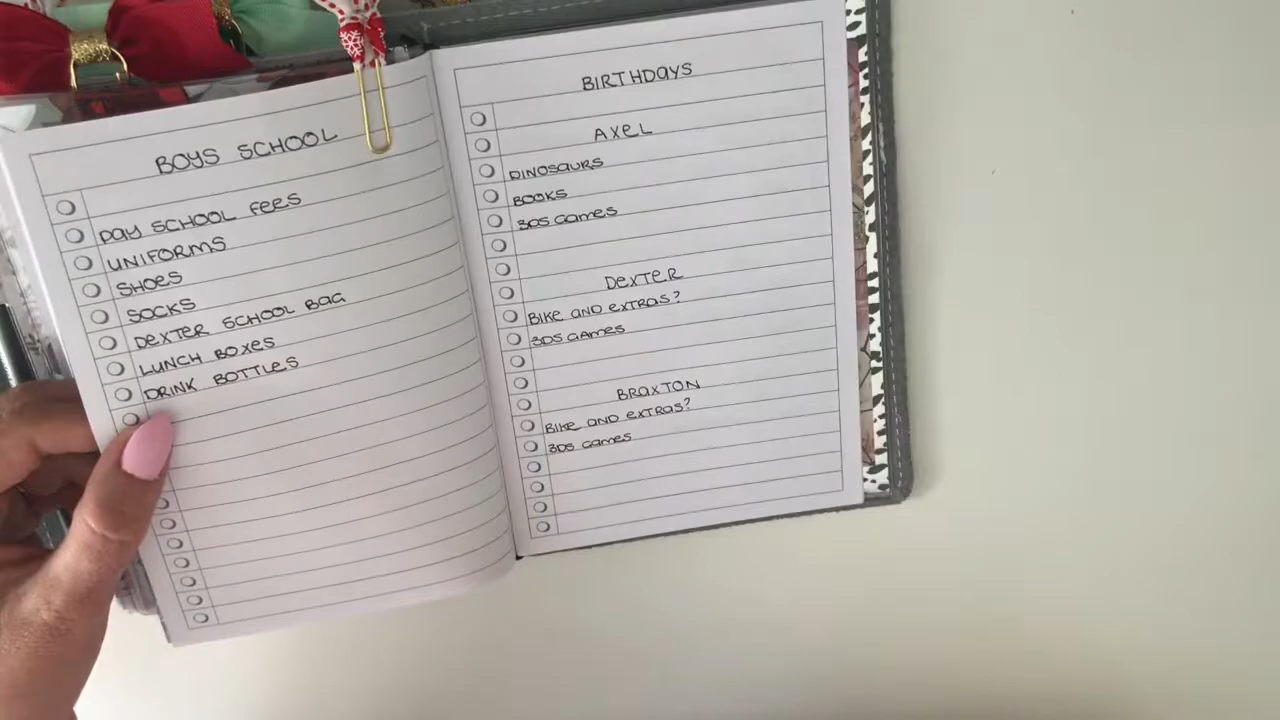 BOYS SCHOOL
PAY SCHOOL FEES
UNIFORMS
SHOES
SOCKS
DEXTER SCHOOL BAG
LUNCH BOXES
DRINK BOTTLES
BIRTHDAYS
AXEL
DINOSAURS
BOOKS
3DS GAMES
DEXTER
BIKE AND EXTRAS?
3DS GAMES
BRAXTON
BIKE AND EXTRAS?
3DS GAMES